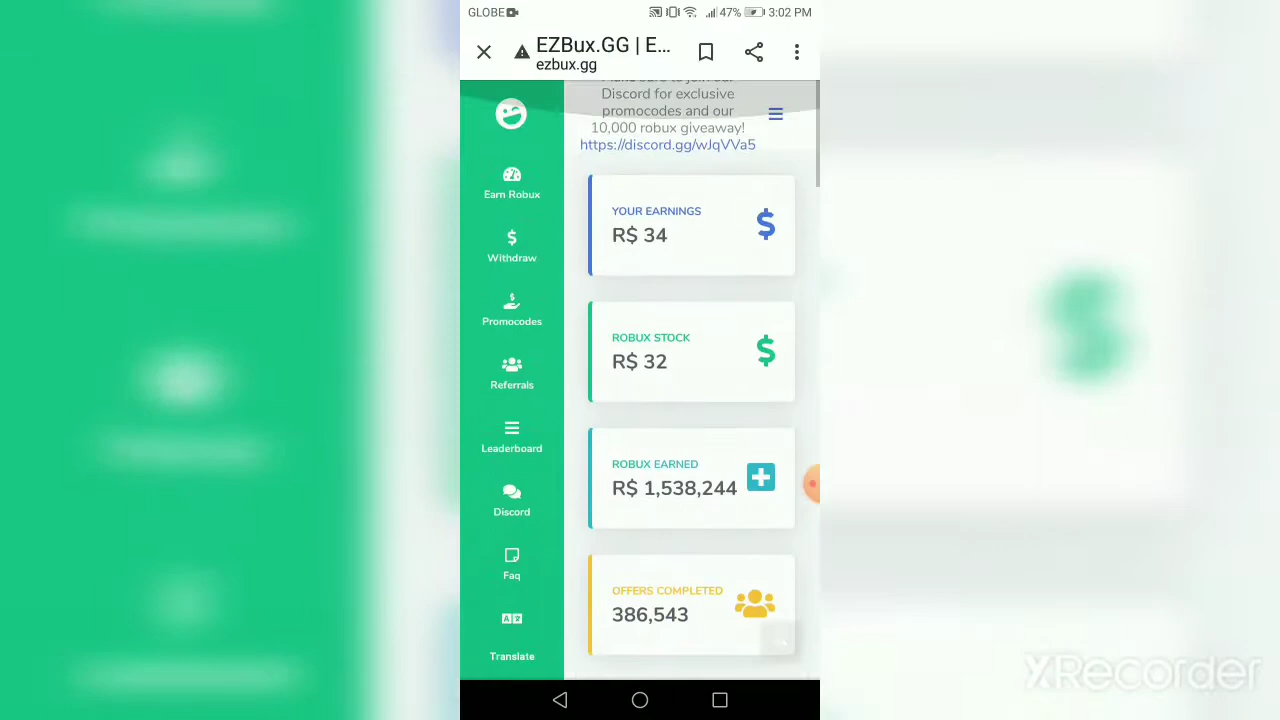 GLOBE
47%
3:02 PM
EZBux.GG | E...
ezbux.gg
Discord for exclusive
promocodes and our
10,000 robux giveaway!
https://discord.gg/wJqVVa5
Earn Robux
Withdraw
Promocodes
Referrals
Leaderboard
Discord
Faq
Translate
YOUR EARNINGS
R$ 34
ROBUX STOCK
R$ 32
ROBUX EARNED
R$ 1,538,244
OFFERS COMPLETED
386,543
XRecorder